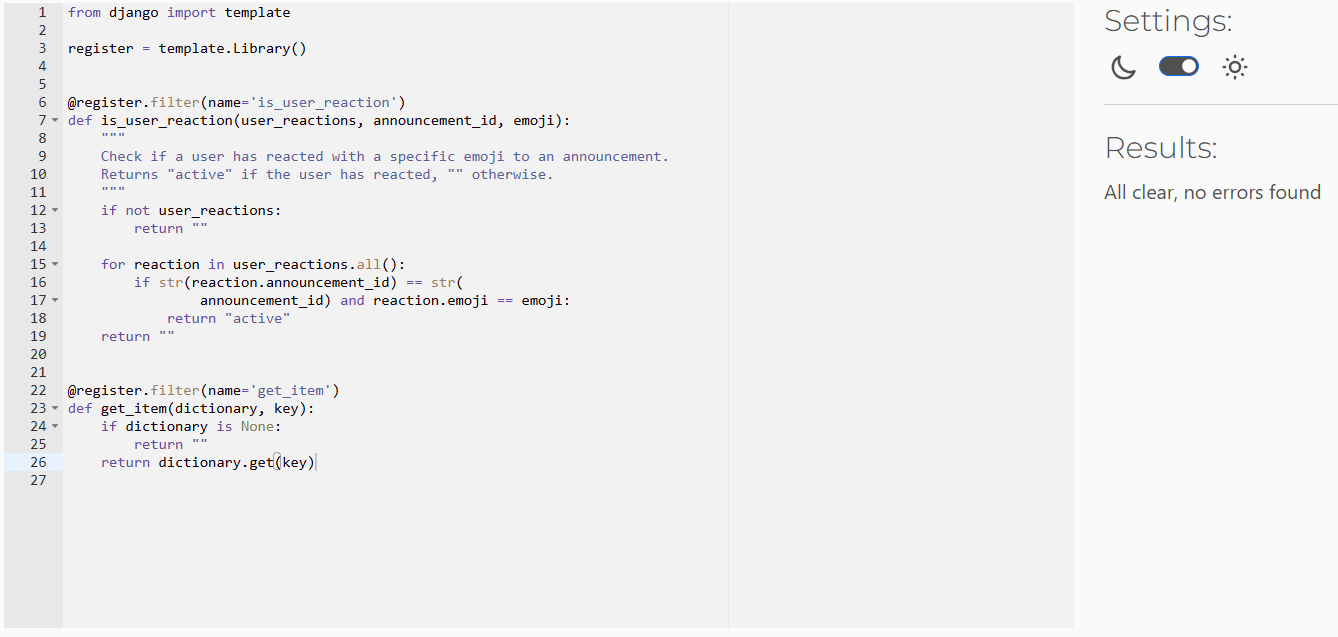 1 from django import template
2
3 register = template.Library()
4
5
6 @register.filter(name='is_user_reaction')
7 def is_user_reaction(user_reactions, announcement_id, emoji):
8     """
9     Check if a user has reacted with a specific emoji to an announcement.
10     Returns "active" if the user has reacted, "" otherwise.
11     """
12     if not user_reactions:
13         return ""
14
15     for reaction in user_reactions.all():
16         if str(reaction.announcement_id) == str(
17                 announcement_id) and reaction.emoji == emoji:
18             return "active"
19     return ""
20
21
22 @register.filter(name='get_item')
23 def get_item(dictionary, key):
24     if dictionary is None:
25         return ""
26     return dictionary.get(key)
27
Settings:
Results:
All clear, no errors found